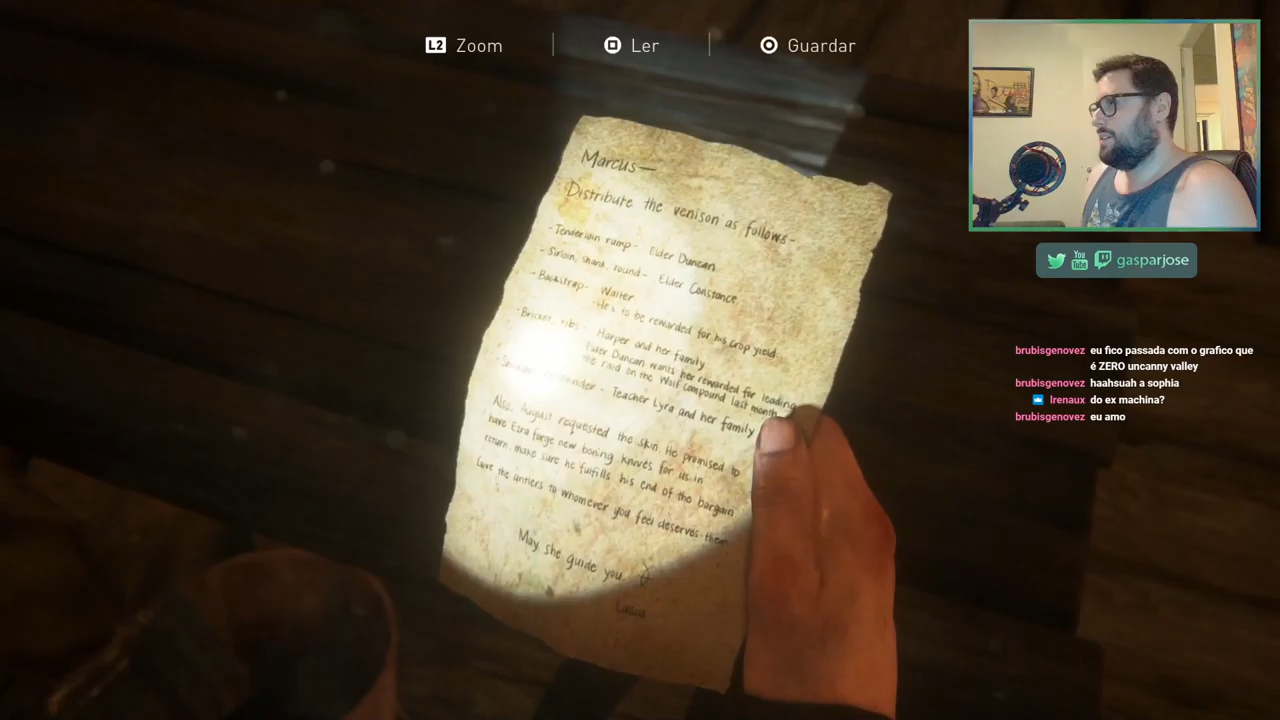 L2 Zoom
Ler
Guardar
Marcus—
Distribute the venison as follows-
- Tenderloin rump - Elder Duncan
- Sirloin, shank, round - Elder Constance
- Backstrap - Walter
He's to be rewarded for his crop yield.
- Brisket, ribs - Harper and her family
Elder Duncan wants her rewarded for leading
the raid on the Wolf compound last month
- Teacher Lyra and her family
Also, August requested the skin. He promised to
have Ezra forge new boning knives for us in
return. make sure he fulfills his end of the bargain
the antlers to whomever you feel deserves them
May she guide you
Lucia
You Tube
gasparjose
brubisgenovez eu fico passada com o grafico que
é ZERO uncanny valley
brubisgenovez haahsuah a sophia
lrenaux do ex machina?
brubisgenovez eu amo